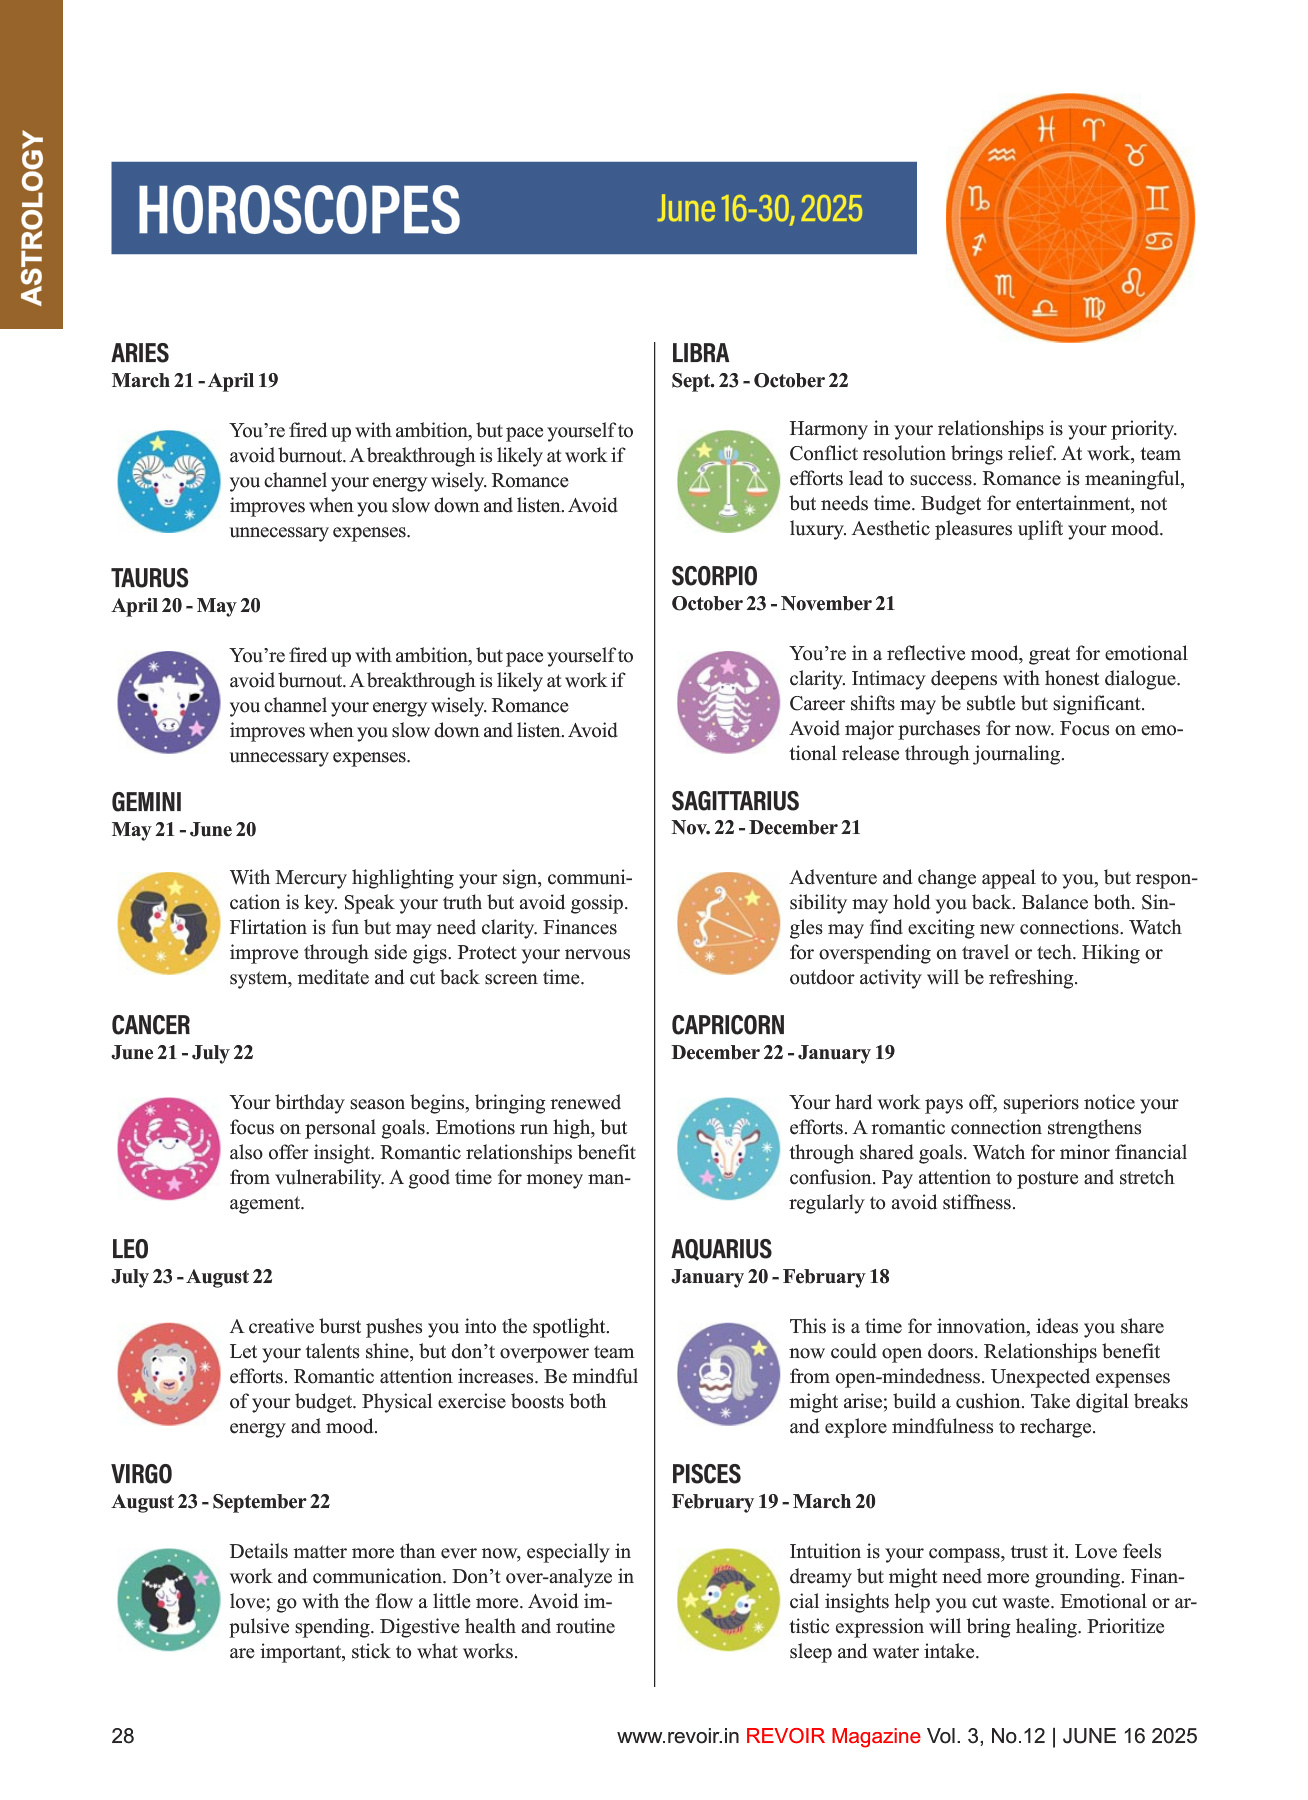 ASTROLOGY
HOROSCOPES
June 16-30, 2025
ARIES
March 21 - April 19
You’re fired up with ambition, but pace yourself to
avoid burnout. A breakthrough is likely at work if
you channel your energy wisely. Romance
improves when you slow down and listen. Avoid
unnecessary expenses.
TAURUS
April 20 - May 20
You’re fired up with ambition, but pace yourself to
avoid burnout. A breakthrough is likely at work if
you channel your energy wisely. Romance
improves when you slow down and listen. Avoid
unnecessary expenses.
GEMINI
May 21 - June 20
With Mercury highlighting your sign, communi-
cation is key. Speak your truth but avoid gossip.
Flirtation is fun but may need clarity. Finances
improve through side gigs. Protect your nervous
system, meditate and cut back screen time.
CANCER
June 21 - July 22
Your birthday season begins, bringing renewed
focus on personal goals. Emotions run high, but
also offer insight. Romantic relationships benefit
from vulnerability. A good time for money man-
agement.
LEO
July 23 - August 22
A creative burst pushes you into the spotlight.
Let your talents shine, but don’t overpower team
efforts. Romantic attention increases. Be mindful
of your budget. Physical exercise boosts both
energy and mood.
VIRGO
August 23 - September 22
Details matter more than ever now, especially in
work and communication. Don’t over-analyze in
love; go with the flow a little more. Avoid im-
pulsive spending. Digestive health and routine
are important, stick to what works.
LIBRA
Sept. 23 - October 22
Harmony in your relationships is your priority.
Conflict resolution brings relief. At work, team
efforts lead to success. Romance is meaningful,
but needs time. Budget for entertainment, not
luxury. Aesthetic pleasures uplift your mood.
SCORPIO
October 23 - November 21
You’re in a reflective mood, great for emotional
clarity. Intimacy deepens with honest dialogue.
Career shifts may be subtle but significant.
Avoid major purchases for now. Focus on emo-
tional release through journaling.
SAGITTARIUS
Nov. 22 - December 21
Adventure and change appeal to you, but respon-
sibility may hold you back. Balance both. Sin-
gles may find exciting new connections. Watch
for overspending on travel or tech. Hiking or
outdoor activity will be refreshing.
CAPRICORN
December 22 - January 19
Your hard work pays off, superiors notice your
efforts. A romantic connection strengthens
through shared goals. Watch for minor financial
confusion. Pay attention to posture and stretch
regularly to avoid stiffness.
AQUARIUS
January 20 - February 18
This is a time for innovation, ideas you share
now could open doors. Relationships benefit
from open-mindedness. Unexpected expenses
might arise; build a cushion. Take digital breaks
and explore mindfulness to recharge.
PISCES
February 19 - March 20
Intuition is your compass, trust it. Love feels
dreamy but might need more grounding. Finan-
cial insights help you cut waste. Emotional or ar-
tistic expression will bring healing. Prioritize
sleep and water intake.
28
www.revoir.in REVOIR Magazine Vol. 3, No.12 | JUNE 16 2025